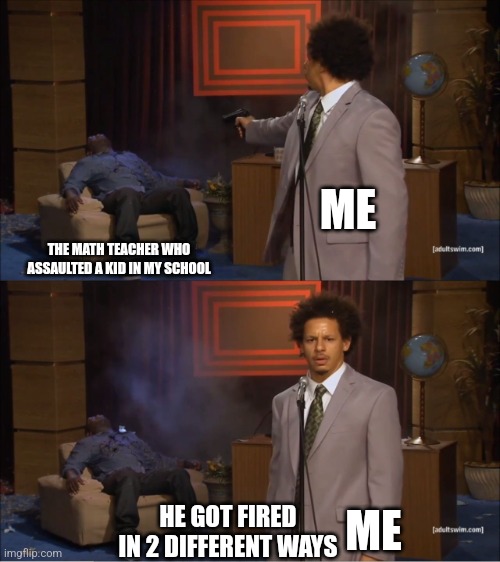 ME
THE MATH TEACHER WHO
ASSAULTED A KID IN MY SCHOOL
[adultswim.com]
HE GOT FIRED
IN 2 DIFFERENT WAYS
ME
[adultswim.com]
imgflip.com